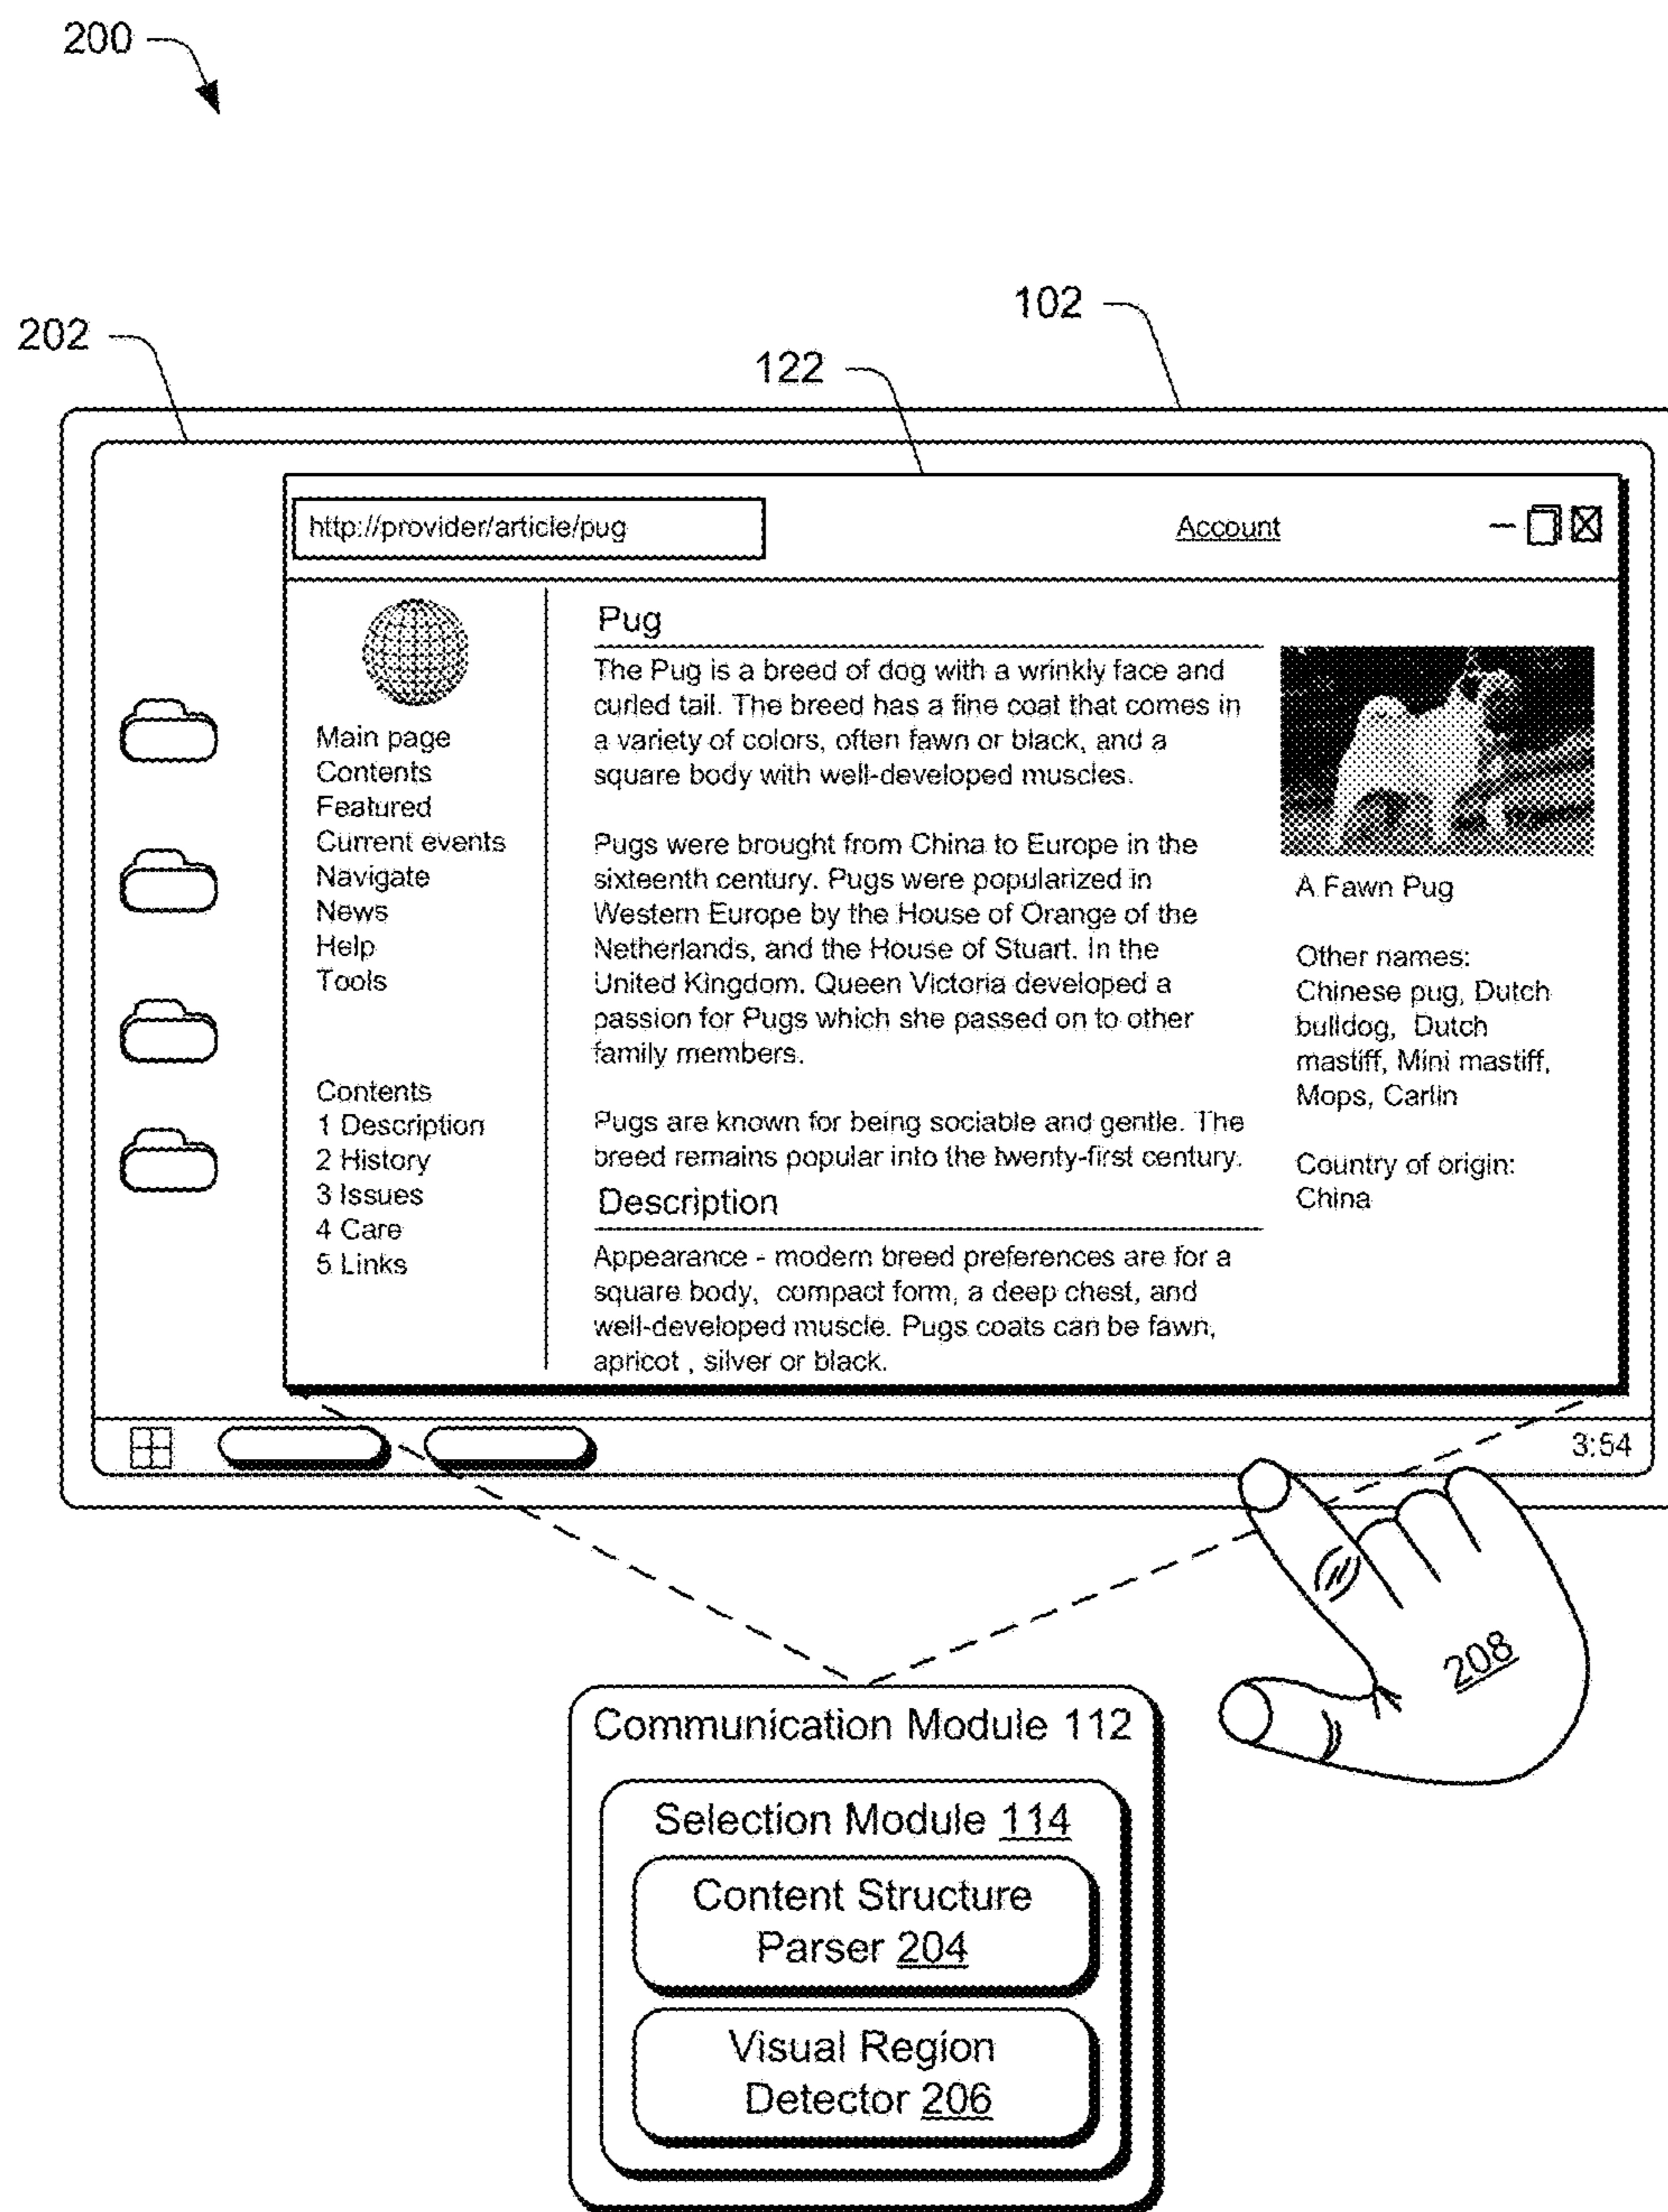 200
102
202
122
http://provider/article/pug
Account
Main page
Contents
Featured
Current events
Navigate
News
Help
Tools
Contents
1 Description
2 History
3 Issues
4 Care
5 Links
Pug
The Pug is a breed of dog with a wrinkly face and
curled tail. The breed has a fine coat that comes in
a variety of colors, often fawn or black, and a
square body with well-developed muscles.
Pugs were brought from China to Europe in the
sixteenth century. Pugs were popularized in
Western Europe by the House of Orange of the
Netherlands, and the House of Stuart. In the
United Kingdom. Queen Victoria developed a
passion for Pugs which she passed on to other
family members.
Pugs are known for being sociable and gentle. The
breed remains popular into the twenty-first century.
Description
Appearance - modern breed preferences are for a
square body,  compact form, a deep chest, and
well-developed muscle. Pugs coats can be fawn,
apricot , silver or black.
A Fawn Pug
Other names:
Chinese pug, Dutch
bulldog,  Dutch
mastiff, Mini mastiff,
Mops, Carlin
Country of origin:
China
3:54
208
Communication Module 112
Selection Module 114
Content Structure
Parser 204
Visual Region
Detector 206